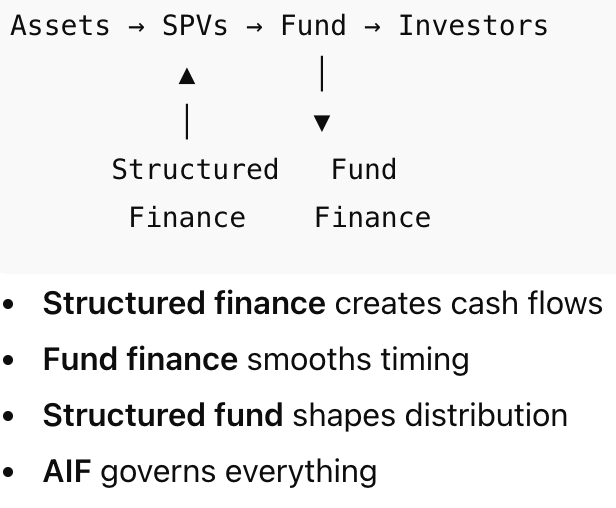 Assets → SPVs → Fund → Investors
▲ │
│ ▼
Structured Fund
Finance Finance
• Structured finance creates cash flows
• Fund finance smooths timing
• Structured fund shapes distribution
• AIF governs everything